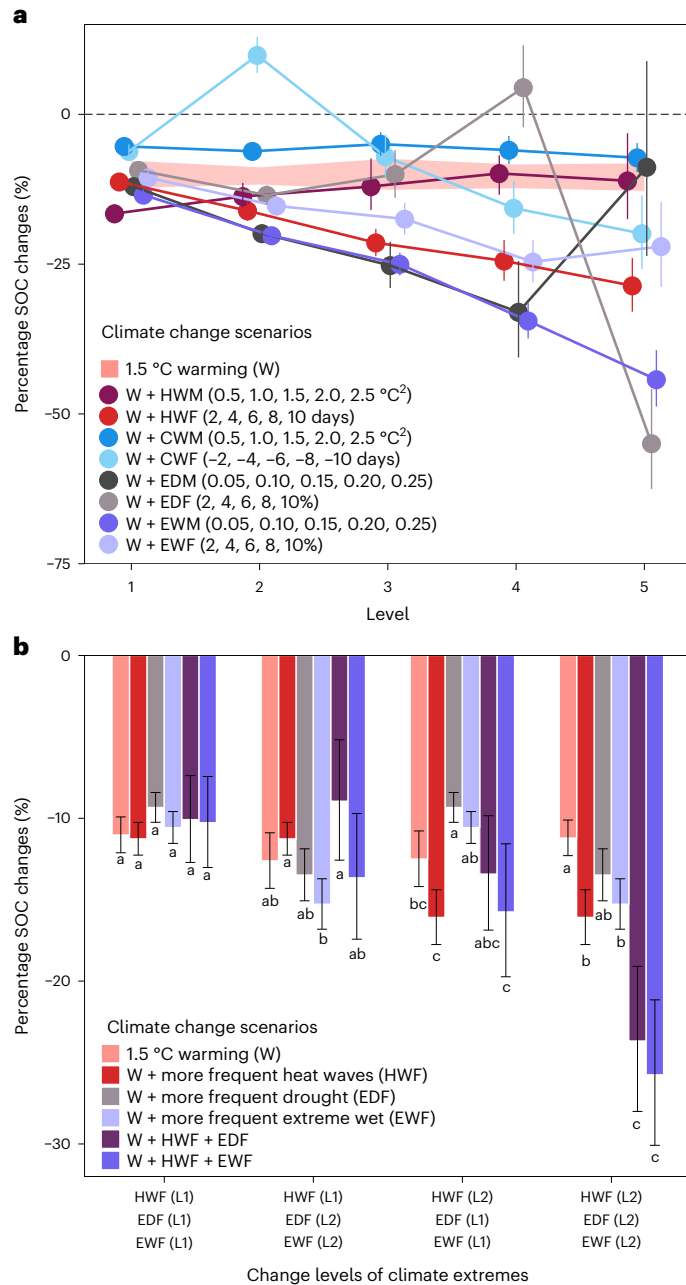 a
0
−25
−50
−75
Percentage SOC changes (%)
Climate change scenarios
1.5 °C warming (W)
W + HWM (0.5, 1.0, 1.5, 2.0, 2.5 °C²)
W + HWF (2, 4, 6, 8, 10 days)
W + CWM (0.5, 1.0, 1.5, 2.0, 2.5 °C²)
W + CWF (−2, −4, −6, −8, −10 days)
W + EDM (0.05, 0.10, 0.15, 0.20, 0.25)
W + EDF (2, 4, 6, 8, 10%)
W + EWM (0.05, 0.10, 0.15, 0.20, 0.25)
W + EWF (2, 4, 6, 8, 10%)
1 2 3 4 5
Level
b
0
−10
−20
−30
Percentage SOC changes (%)
a a a a a a
ab a ab b a ab
bc c a ab abc c
a b ab b c c
Climate change scenarios
1.5 °C warming (W)
W + more frequent heat waves (HWF)
W + more frequent drought (EDF)
W + more frequent extreme wet (EWF)
W + HWF + EDF
W + HWF + EWF
HWF (L1) HWF (L1) HWF (L2) HWF (L2)
EDF (L1) EDF (L2) EDF (L1) EDF (L2)
EWF (L1) EWF (L2) EWF (L1) EWF (L2)
Change levels of climate extremes